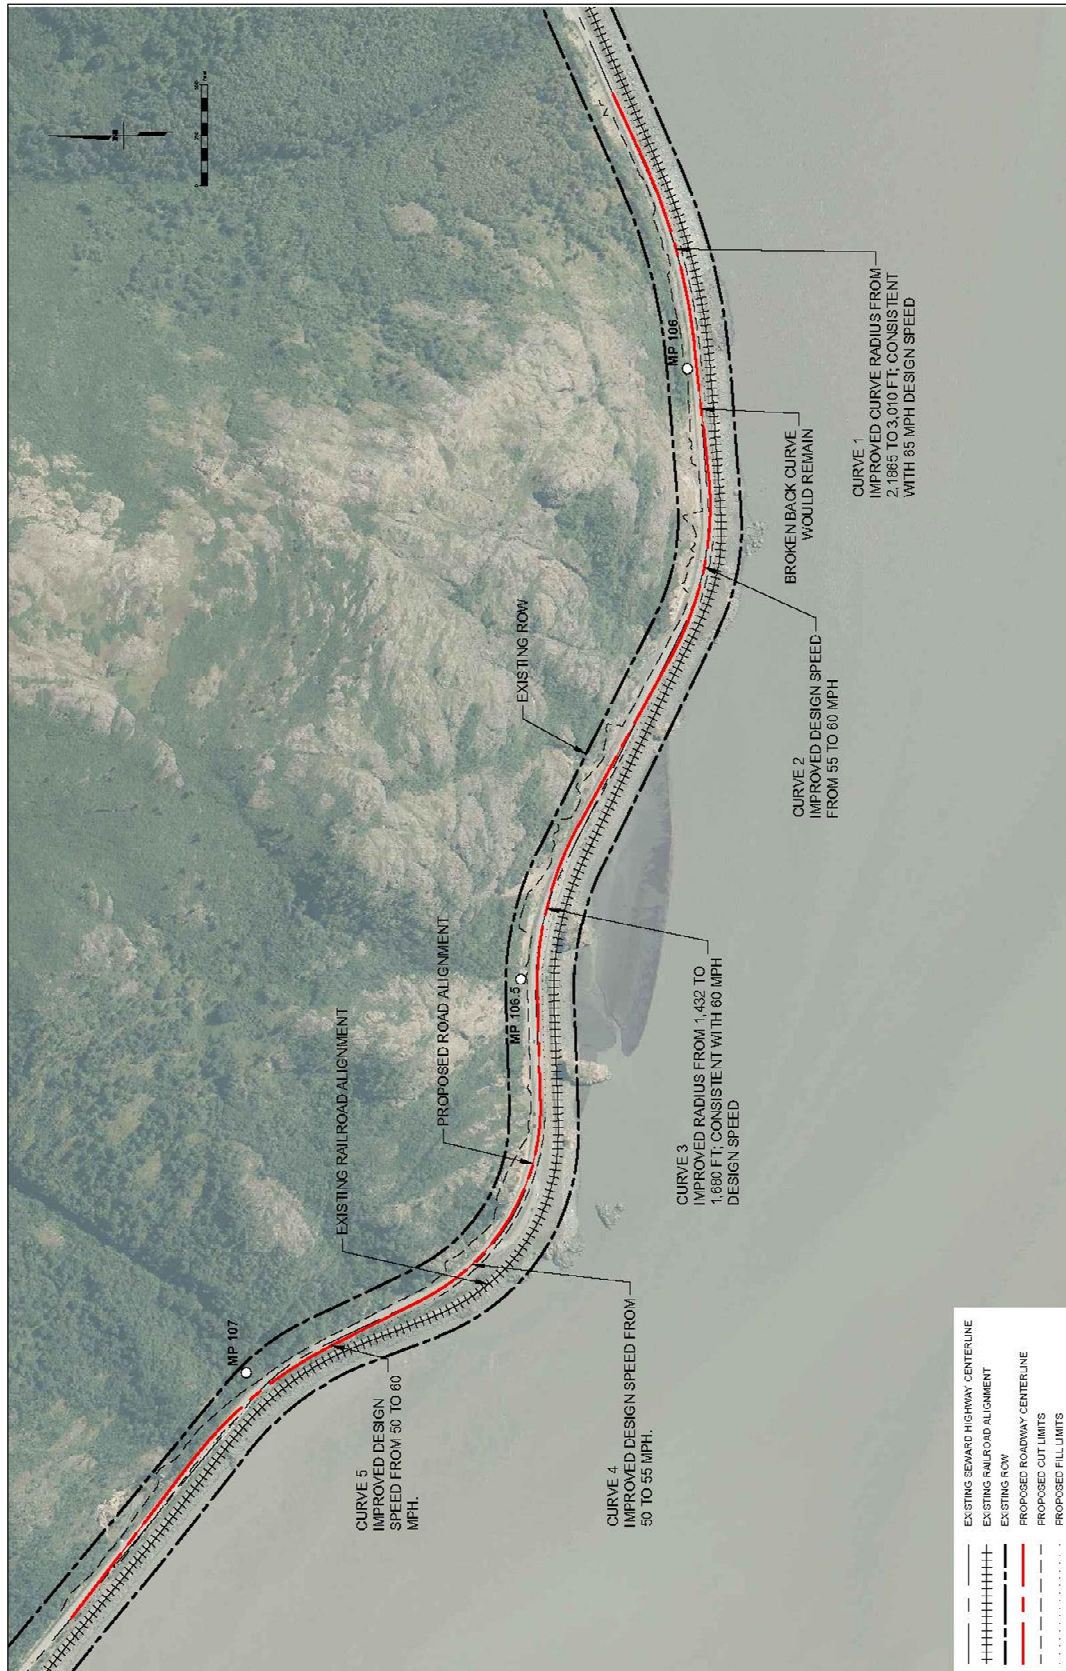 MP 107
EXISTING RAILROAD ALIGNMENT
PROPOSED ROAD ALIGNMENT
MP 106.5
EXISTING ROW
MP 106
CURVE 5
IMPROVED DESIGN
SPEED FROM 50 TO 60
MPH.
CURVE 4
IMPROVED DESIGN SPEED FROM
50 TO 55 MPH.
CURVE 3
IMPROVED RADIUS FROM 1,432 TO
1,680 FT; CONSISTENT WITH 60 MPH
DESIGN SPEED
CURVE 2
IMPROVED DESIGN SPEED
FROM 55 TO 60 MPH
BROKEN BACK CURVE
WOULD REMAIN
CURVE 1
IMPROVED CURVE RADIUS FROM
2,1865 TO 3,010 FT; CONSISTENT
WITH 65 MPH DESIGN SPEED
EXISTING SEWARD HIGHWAY CENTERLINE
EXISTING RAILROAD ALIGNMENT
EXISTING ROW
PROPOSED ROADWAY CENTERLINE
PROPOSED CUT LIMITS
PROPOSED FILL LIMITS